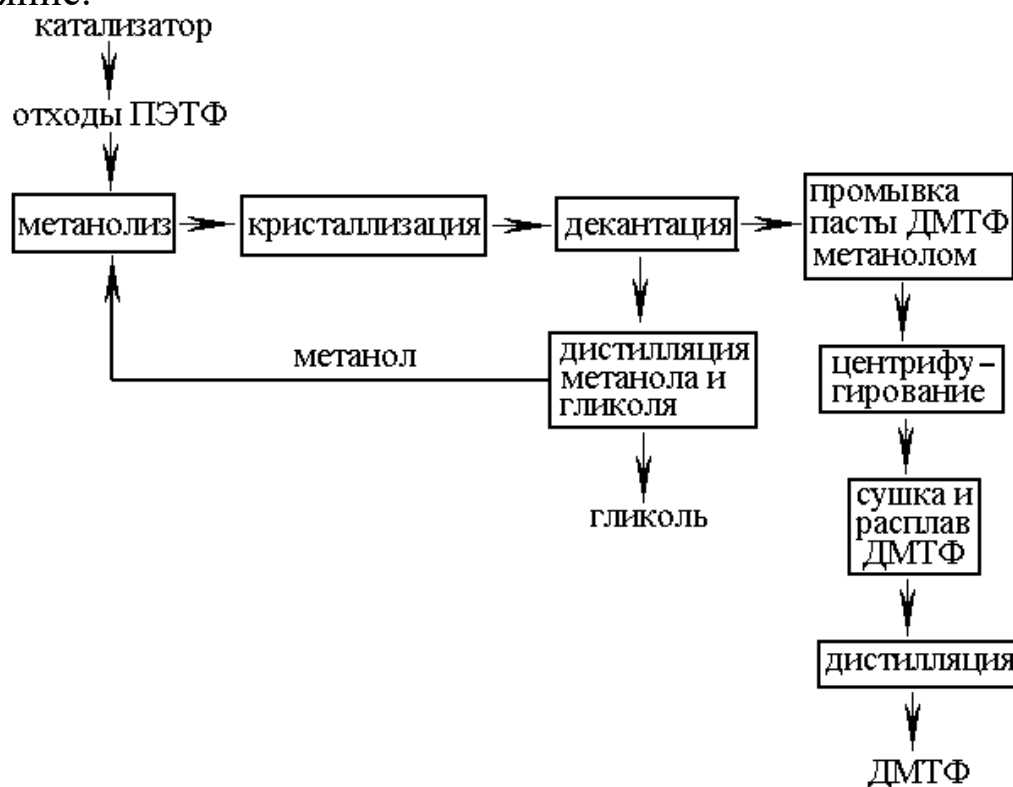 катализатор
отходы ПЭТФ
метанолиз
кристаллизация
декантация
промывка
пасты ДМТФ
метанолом
метанол
дистилляция
метанола и
гликоля
гликоль
центрифу –
гирование
сушка и
расплав
ДМТФ
дистилляция
ДМТФ